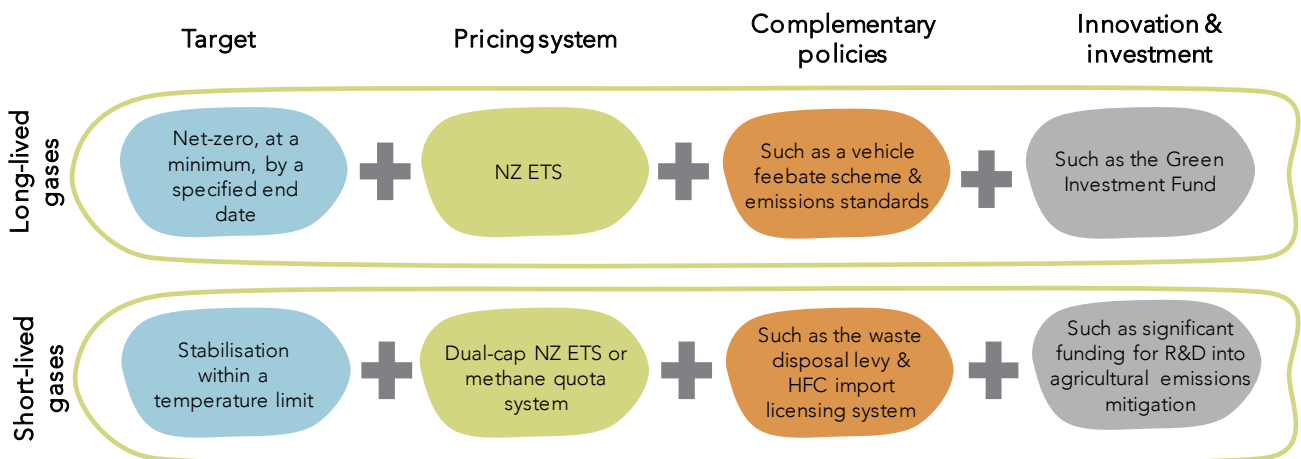 Target
Pricing system
Complementary
policies
Innovation &
investment
Long-lived
gases
Net-zero, at a
minimum, by a
specified end
date
NZ ETS
Such as a vehicle
feebate scheme &
emissions standards
Such as the Green
Investment Fund
Short-lived
gases
Stabilisation
within a
temperature limit
Dual-cap NZ ETS or
methane quota
system
Such as the waste
disposal levy &
HFC import
licensing system
Such as significant
funding for R&D into
agricultural emissions
mitigation